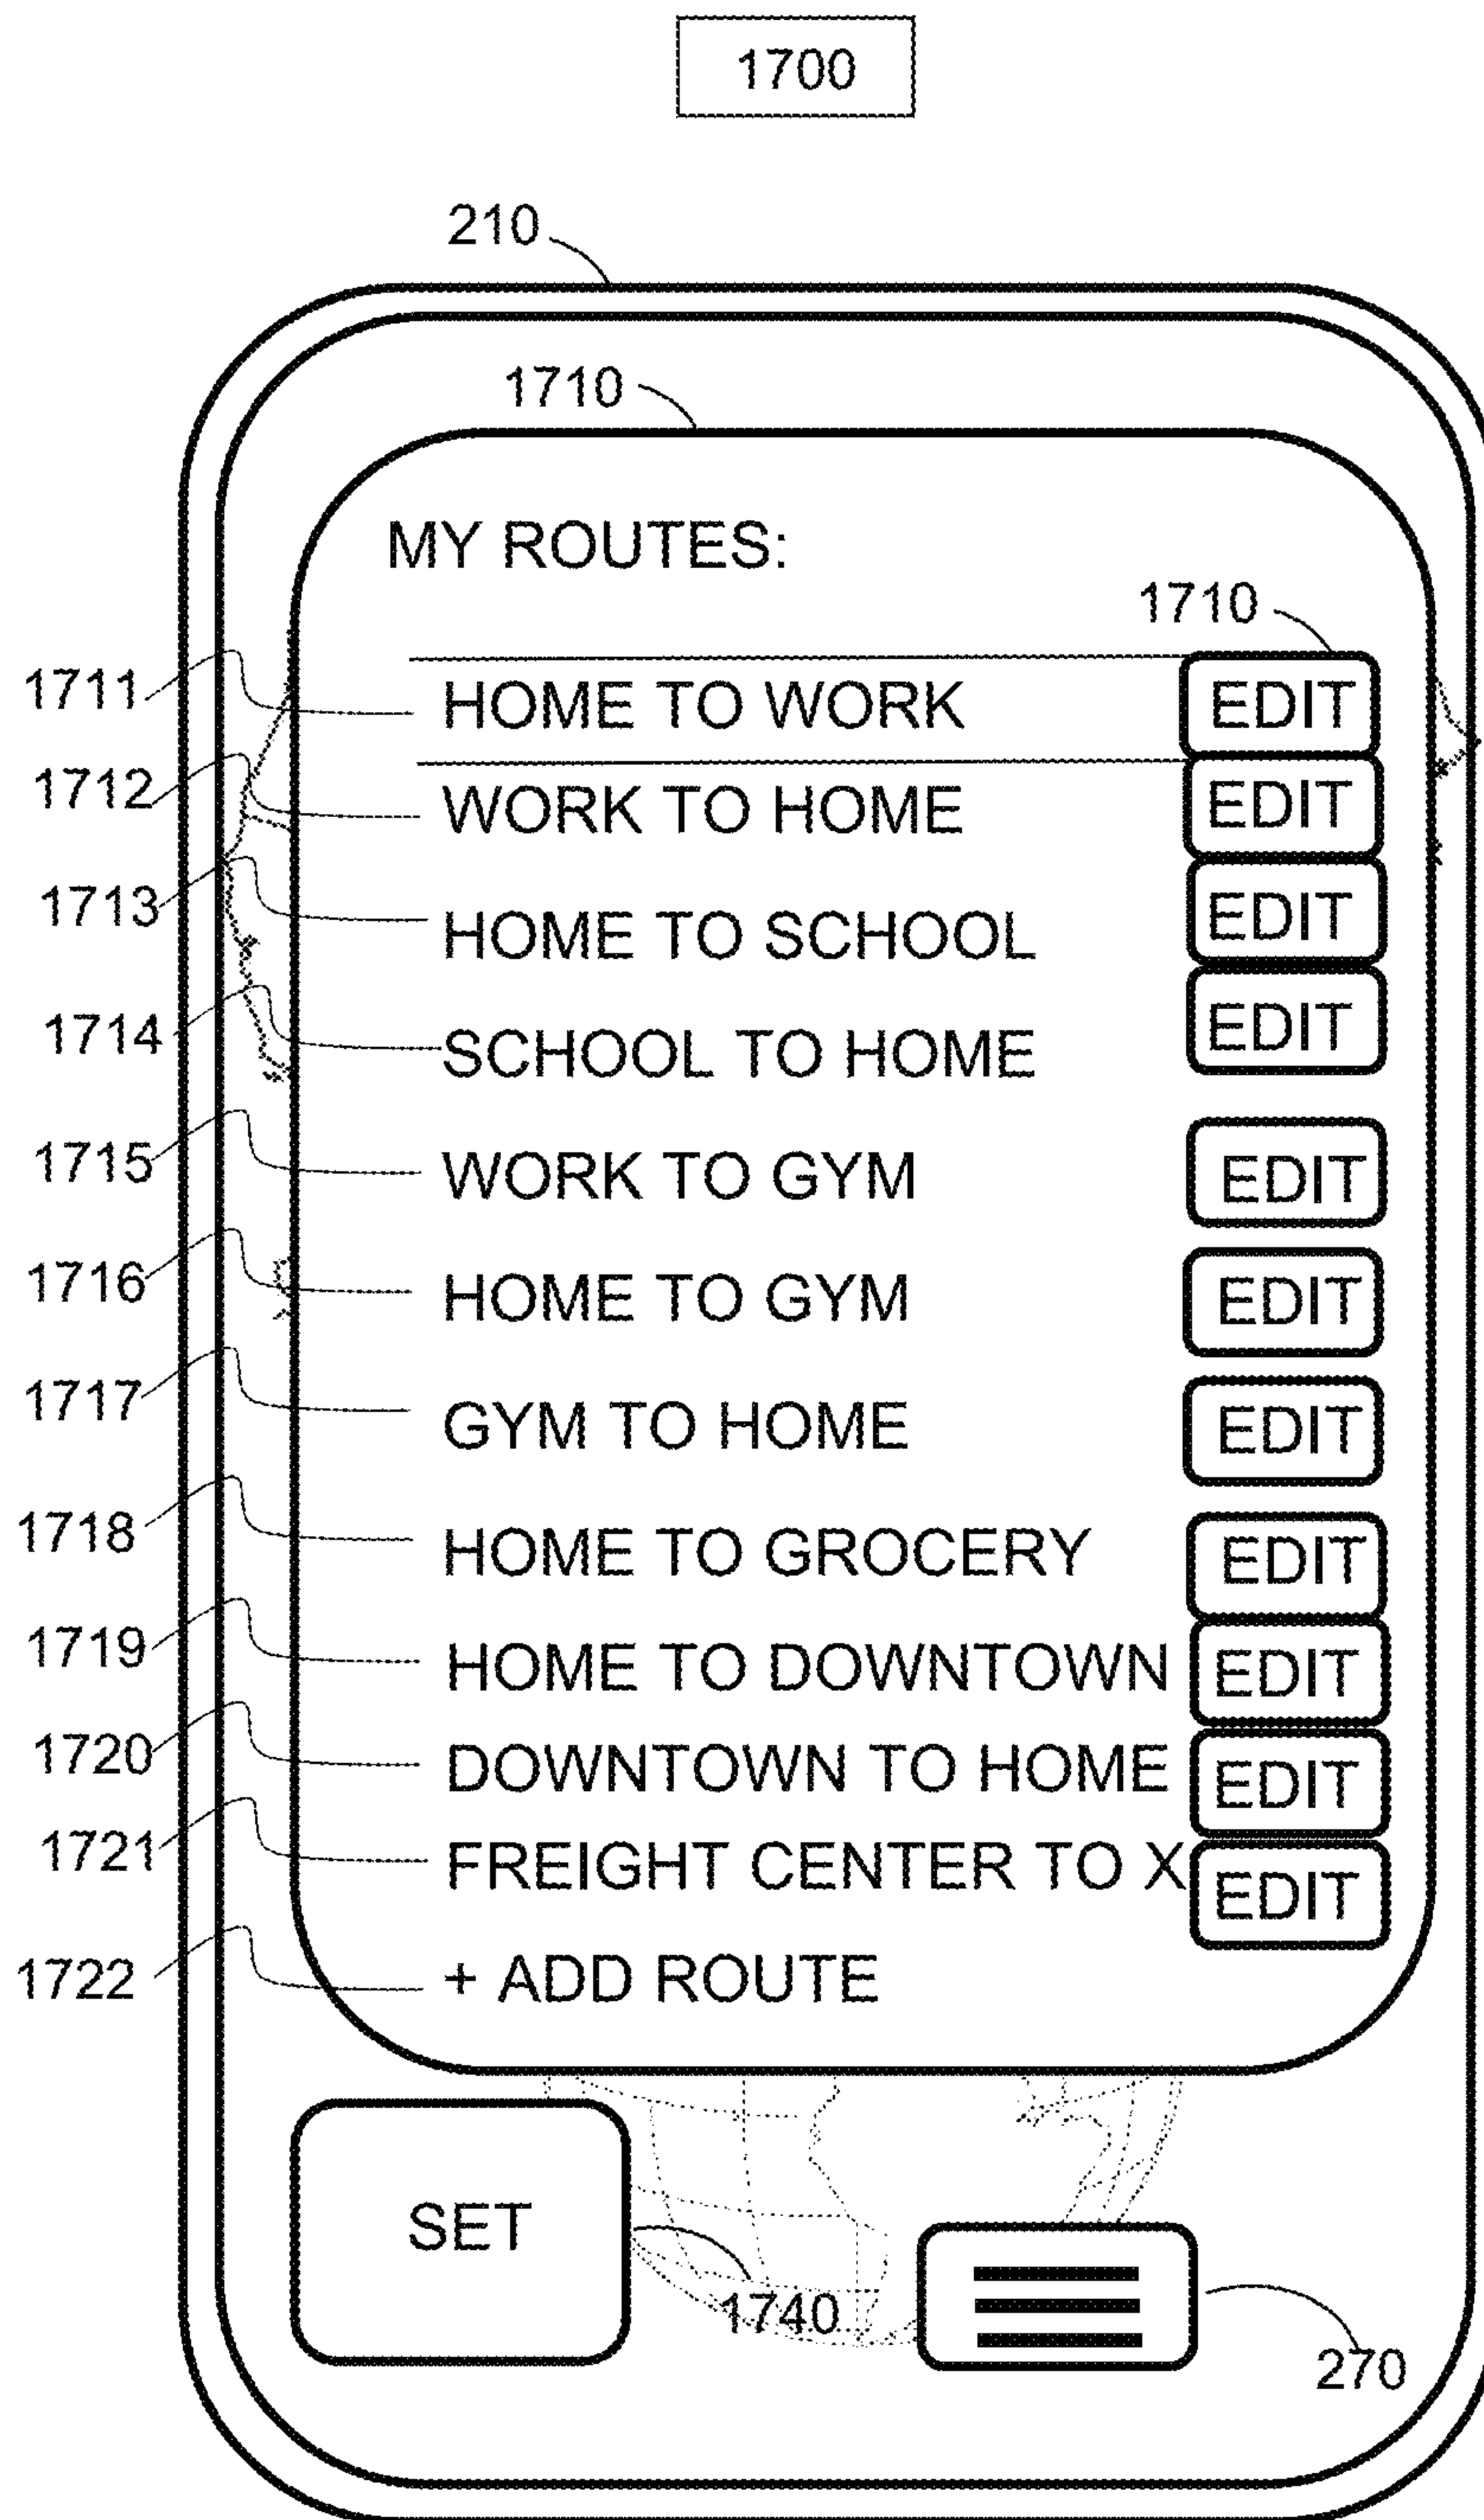 1700
210
1710
MY ROUTES:
1710
1711 HOME TO WORK EDIT
1712 WORK TO HOME EDIT
1713 HOME TO SCHOOL EDIT
1714 SCHOOL TO HOME EDIT
1715 WORK TO GYM EDIT
1716 HOME TO GYM EDIT
1717 GYM TO HOME EDIT
1718 HOME TO GROCERY EDIT
1719 HOME TO DOWNTOWN EDIT
1720 DOWNTOWN TO HOME EDIT
1721 FREIGHT CENTER TO X EDIT
1722 + ADD ROUTE
SET
1740
270